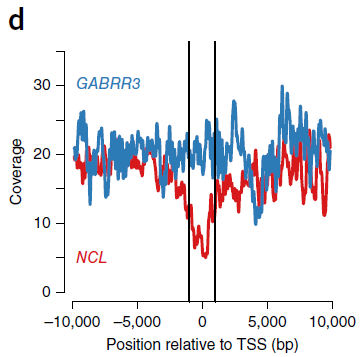 d
GABRR3
NCL
Coverage
30
20
10
0
−10,000 −5,000 0 5,000 10,000
Position relative to TSS (bp)